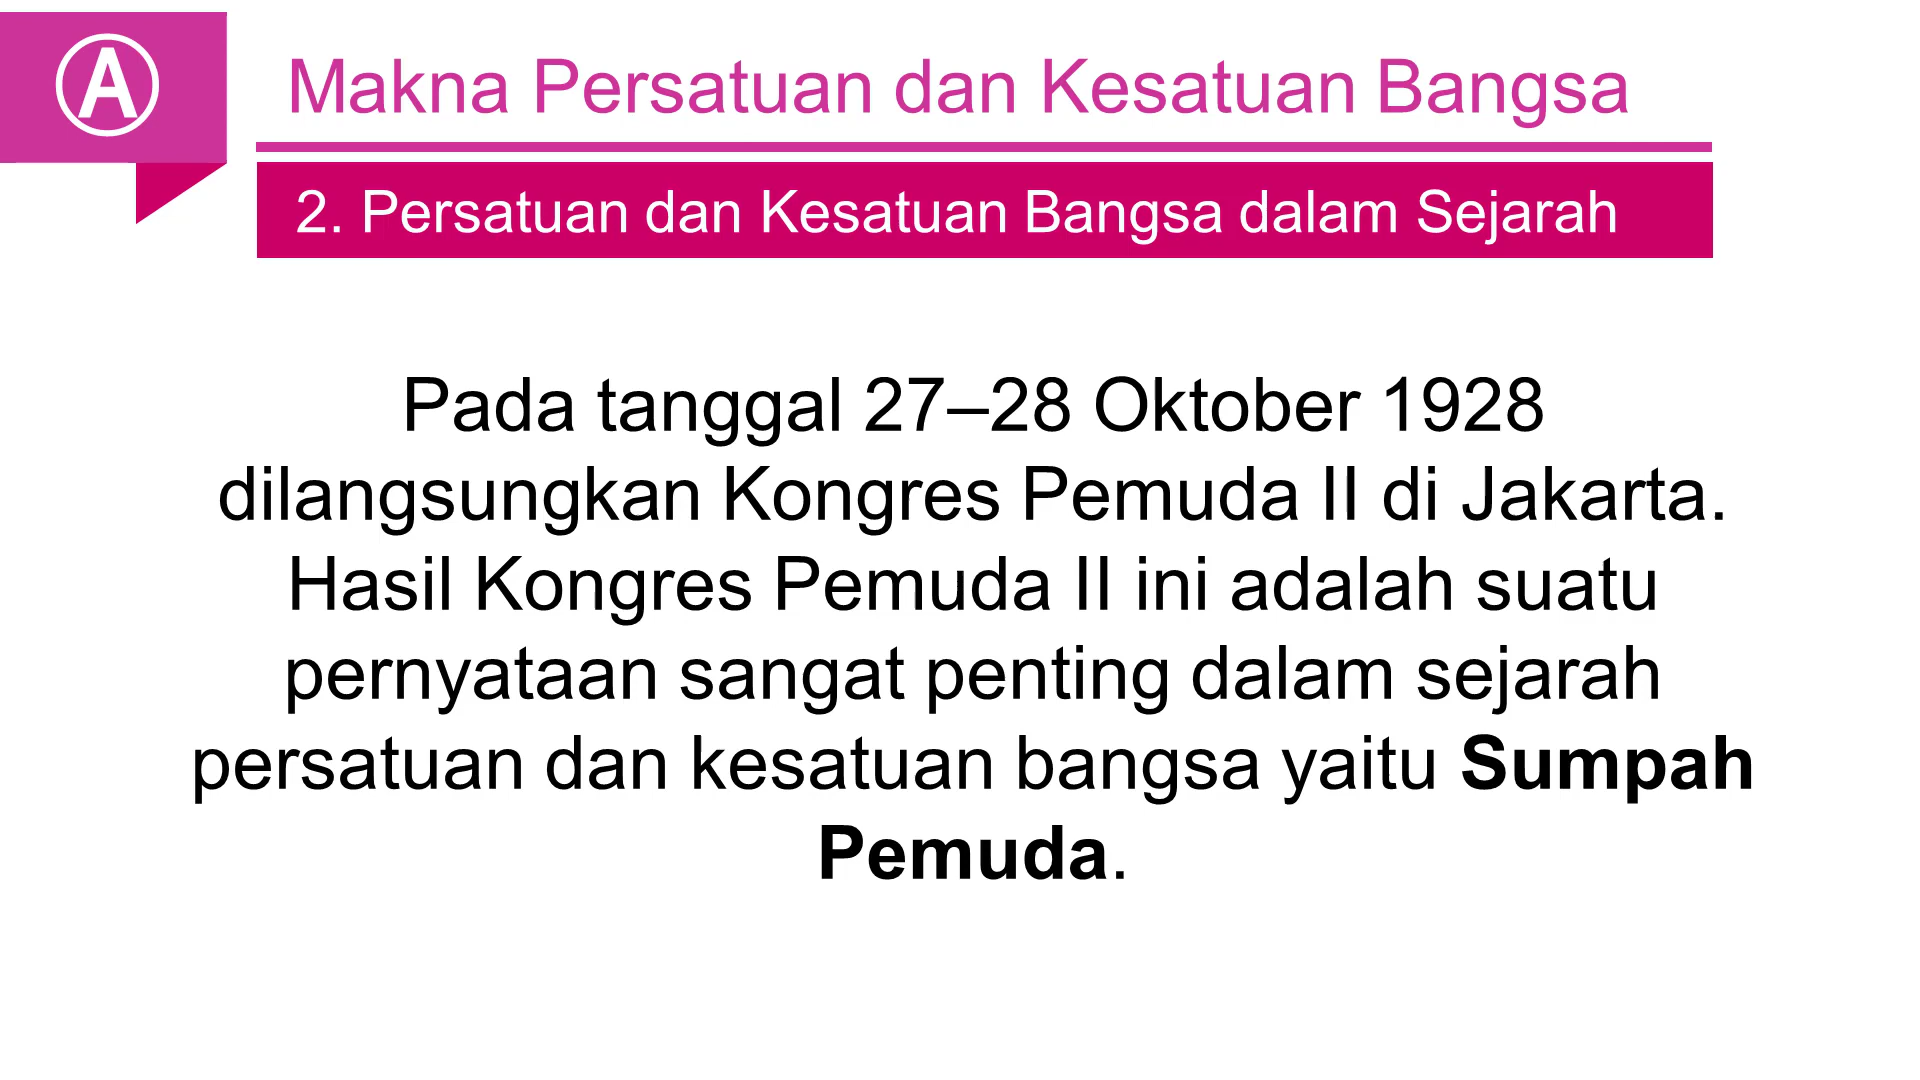 A
Makna Persatuan dan Kesatuan Bangsa
2. Persatuan dan Kesatuan Bangsa dalam Sejarah
Pada tanggal 27–28 Oktober 1928
dilangsungkan Kongres Pemuda II di Jakarta.
Hasil Kongres Pemuda II ini adalah suatu
pernyataan sangat penting dalam sejarah
persatuan dan kesatuan bangsa yaitu Sumpah
Pemuda.